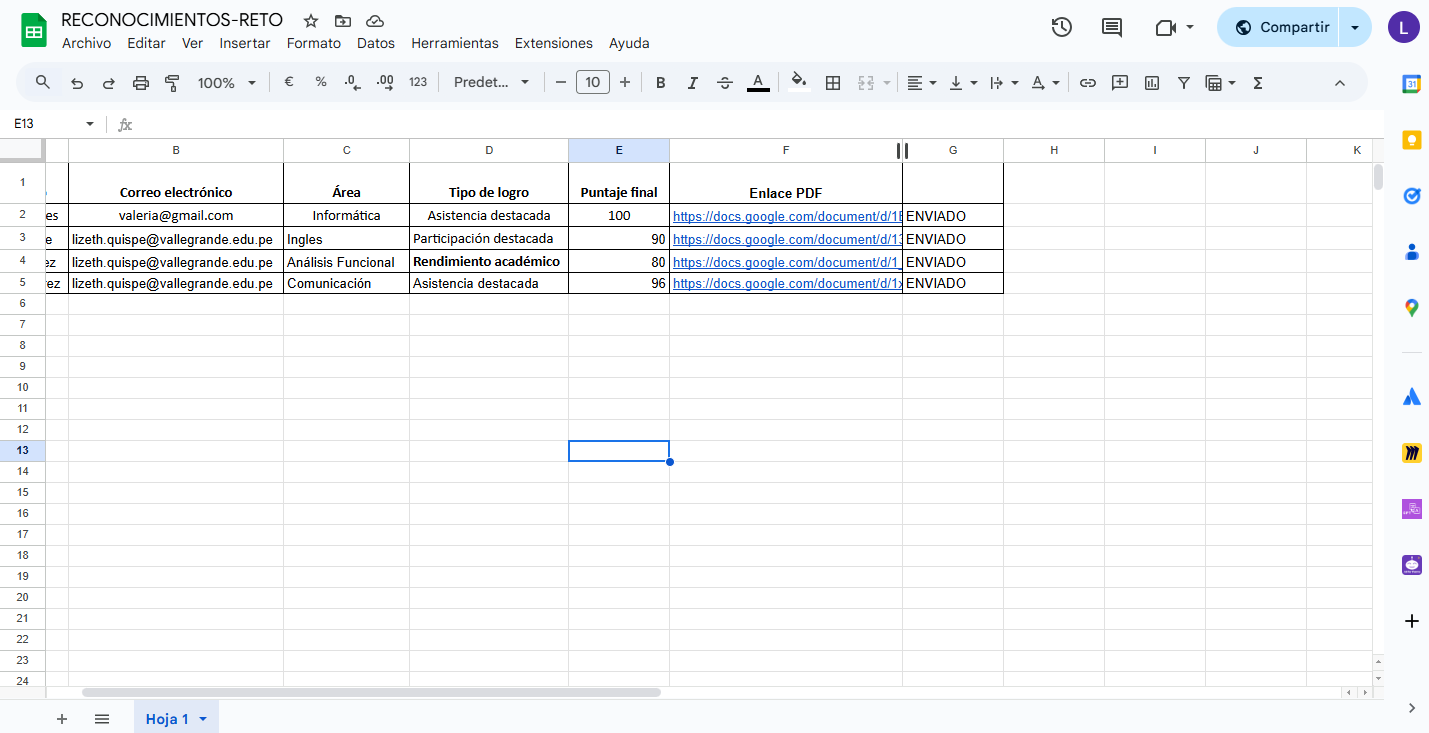 RECONOCIMIENTOS-RETO
Archivo Editar Ver Insertar Formato Datos Herramientas Extensiones Ayuda
Compartir
L
100% € % .0 .00 123 Predet... 10 B I A A Σ
31
E13 fx
B C D E F G H I J K
1 Correo electrónico Área Tipo de logro Puntaje final Enlace PDF
2 es valeria@gmail.com Informática Asistencia destacada 100 https://docs.google.com/document/d/1 ENVIADO
3 e lizeth.quispe@vallegrande.edu.pe Ingles Participación destacada 90 https://docs.google.com/document/d/1 ENVIADO
4 ez lizeth.quispe@vallegrande.edu.pe Análisis Funcional Rendimiento académico 80 https://docs.google.com/document/d/1_ ENVIADO
5 ez lizeth.quispe@vallegrande.edu.pe Comunicación Asistencia destacada 96 https://docs.google.com/document/d/1x ENVIADO
6
7
8
9
10
11
12
13
14
15
16
17
18
19
20
21
22
23
24
Hoja 1